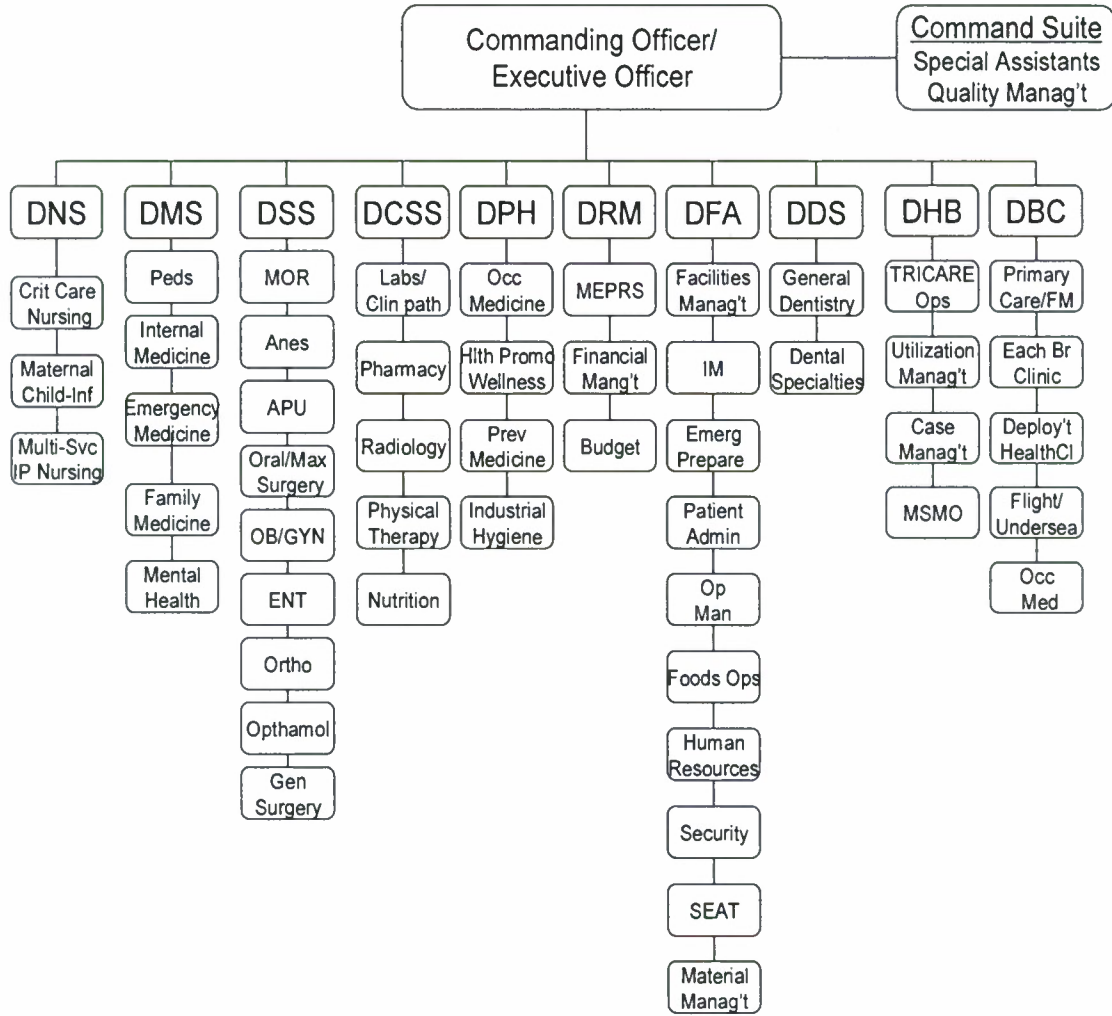 Commanding Officer/
Executive Officer
Command Suite
Special Assistants
Quality Manag't
DNS
Crit Care
Nursing
Maternal
Child-Inf
Multi-Svc
IP Nursing
DMS
Peds
Internal
Medicine
Emergency
Medicine
Family
Medicine
Mental
Health
DSS
MOR
Anes
APU
Oral/Max
Surgery
OB/GYN
ENT
Ortho
Opthamol
Gen
Surgery
DCSS
Labs/
Clin path
Pharmacy
Radiology
Physical
Therapy
Nutrition
DPH
Occ
Medicine
Hlth Promo
Wellness
Prev
Medicine
Industrial
Hygiene
DRM
MEPRS
Financial
Mang't
Budget
DFA
Facilities
Manag't
IM
Emerg
Prepare
Patient
Admin
Op
Man
Foods Ops
Human
Resources
Security
SEAT
Material
Manag't
DDS
General
Dentistry
Dental
Specialties
DHB
TRICARE
Ops
Utilization
Manag't
Case
Manag't
MSMO
DBC
Primary
Care/FM
Each Br
Clinic
Deploy't
HealthCl
Flight/
Undersea
Occ
Med